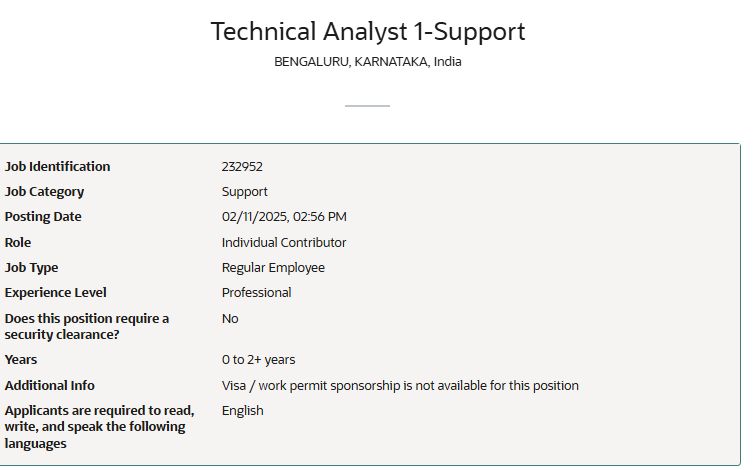 Technical Analyst 1-Support
BENGALURU, KARNATAKA, India
Job Identification 232952
Job Category Support
Posting Date 02/11/2025, 02:56 PM
Role Individual Contributor
Job Type Regular Employee
Experience Level Professional
Does this position require a No
security clearance?
Years 0 to 2+ years
Additional Info Visa / work permit sponsorship is not available for this position
Applicants are required to read, English
write, and speak the following
languages